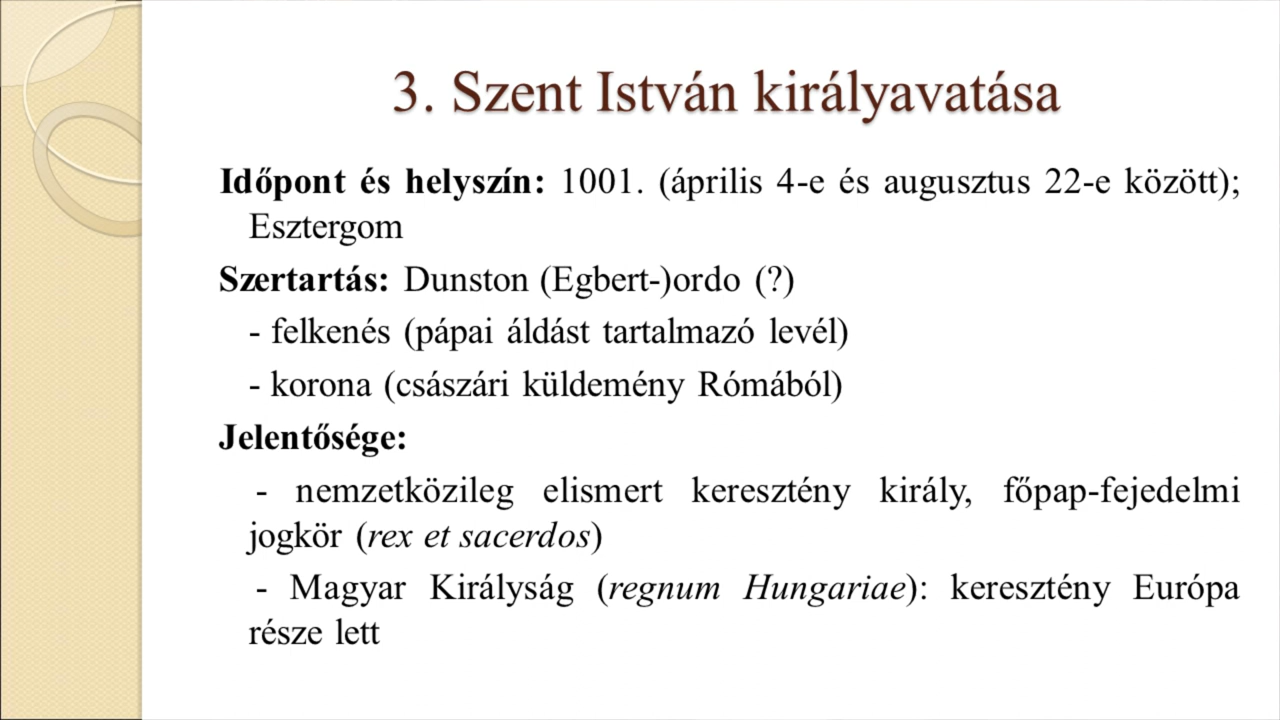 3. Szent István királyavatása
Időpont és helyszín: 1001. (április 4-e és augusztus 22-e között);
Esztergom
Szertartás: Dunston (Egbert-)ordo (?)
- felkenés (pápai áldást tartalmazó levél)
- korona (császári küldemény Rómából)
Jelentősége:
- nemzetközileg elismert keresztény király, főpap-fejedelmi
jogkör (rex et sacerdos)
- Magyar Királyság (regnum Hungariae): keresztény Európa
része lett